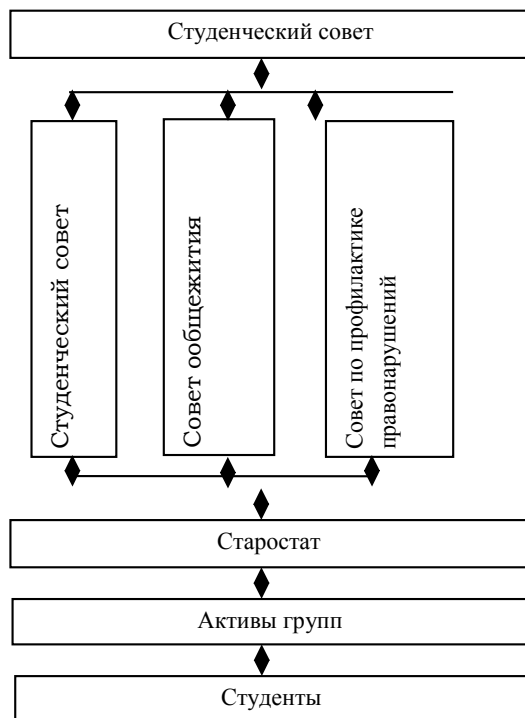 Студенческий совет
Студенческий совет
Совет ообщежития
Совет по профилактике
правонарушений
Старостат
Активы групп
Студенты